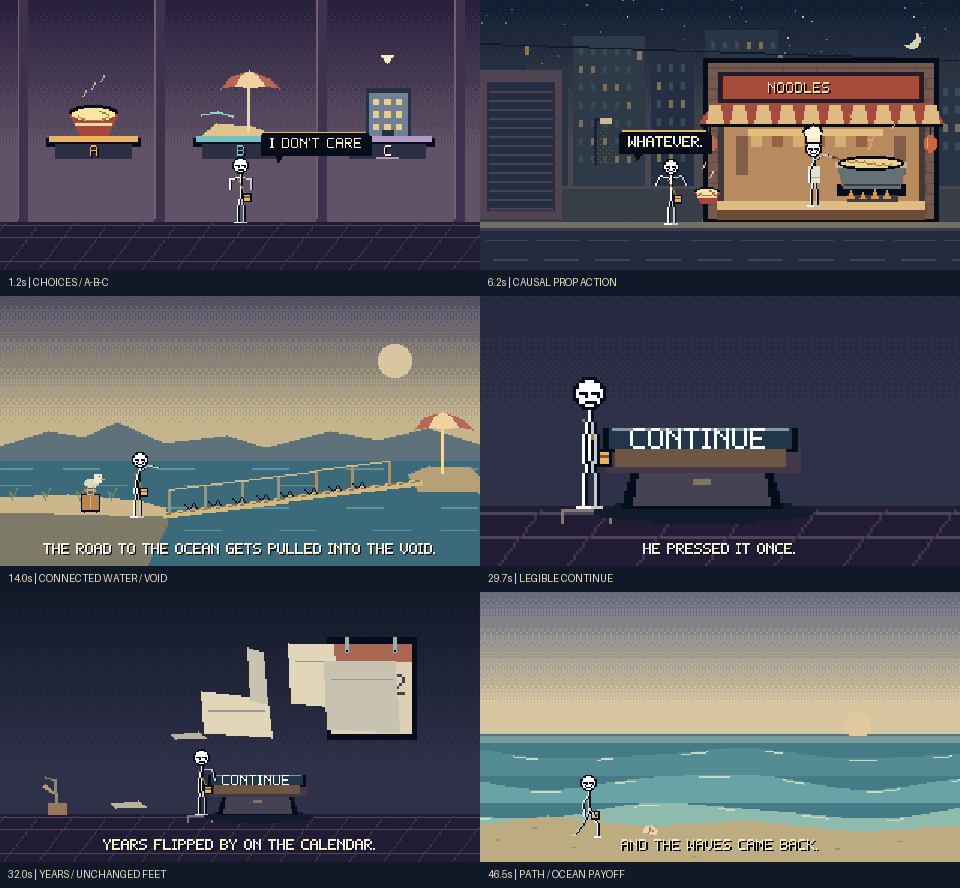 A
B
I DON'T CARE
C
1.2s | CHOICES / A-B-C
NOODLES
WHATEVER.
6.2s | CAUSAL PROP ACTION
THE ROAD TO THE OCEAN GETS PULLED INTO THE VOID.
14.0s | CONNECTED WATER / VOID
CONTINUE
HE PRESSED IT ONCE.
29.7s | LEGIBLE CONTINUE
2
CONTINUE
YEARS FLIPPED BY ON THE CALENDAR.
32.0s | YEARS / UNCHANGED FEET
AND THE WAVES CAME BACK.
46.5s | PATH / OCEAN PAYOFF